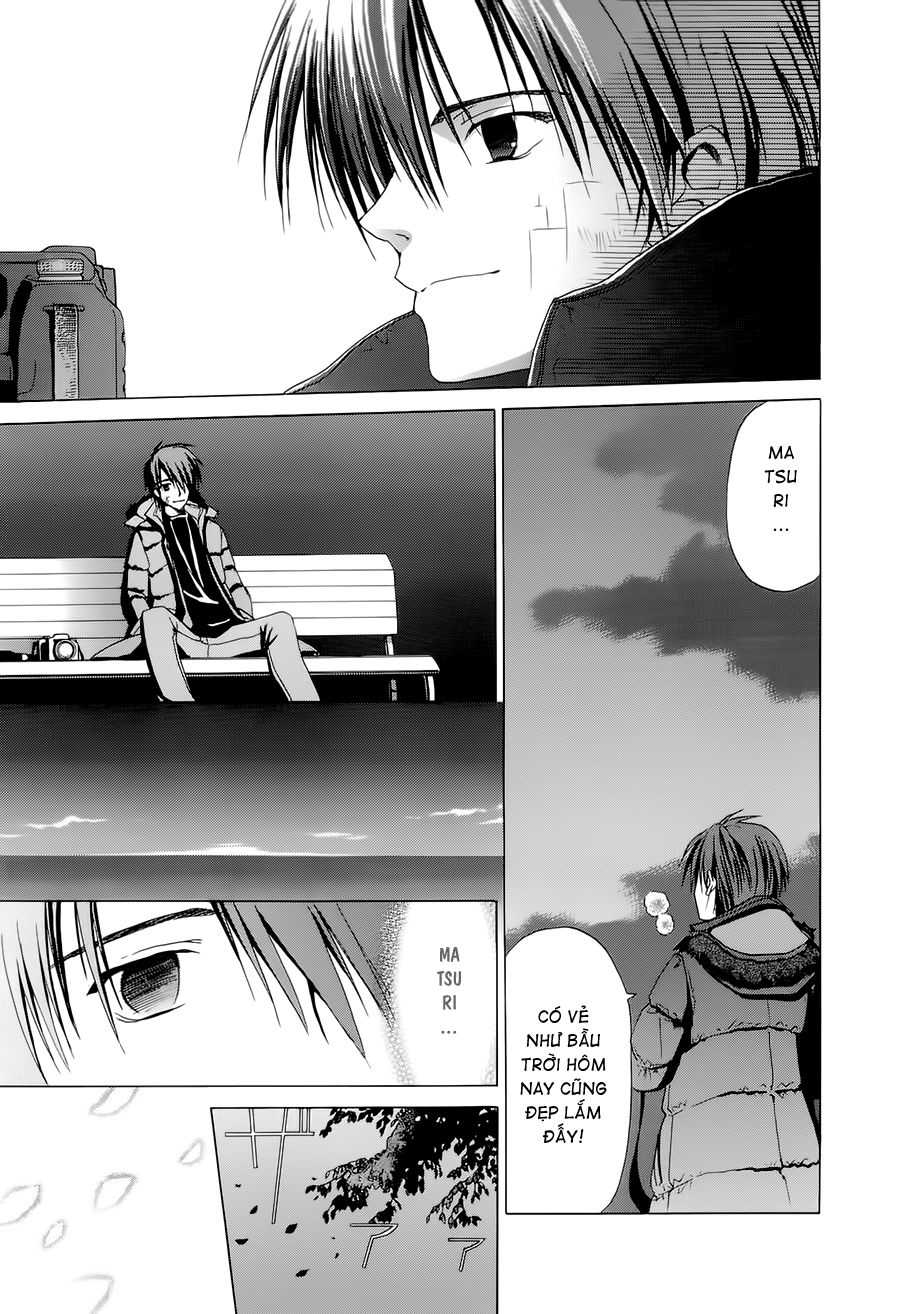 MA
TSU
RI
...
CÓ VẺ
NHƯ BẦU
TRỜI HÔM
NAY CŨNG
ĐẸP LẮM
ĐẤY!
MA
TSU
RI
...
ザァァ